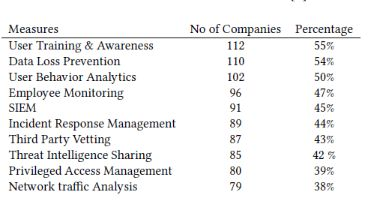 Measures No of Companies Percentage
User Training & Awareness 112 55%
Data Loss Prevention 110 54%
User Behavior Analytics 102 50%
Employee Monitoring 96 47%
SIEM 91 45%
Incident Response Management 89 44%
Third Party Vetting 87 43%
Threat Intelligence Sharing 85 42 %
Privileged Access Management 80 39%
Network traffic Analysis 79 38%